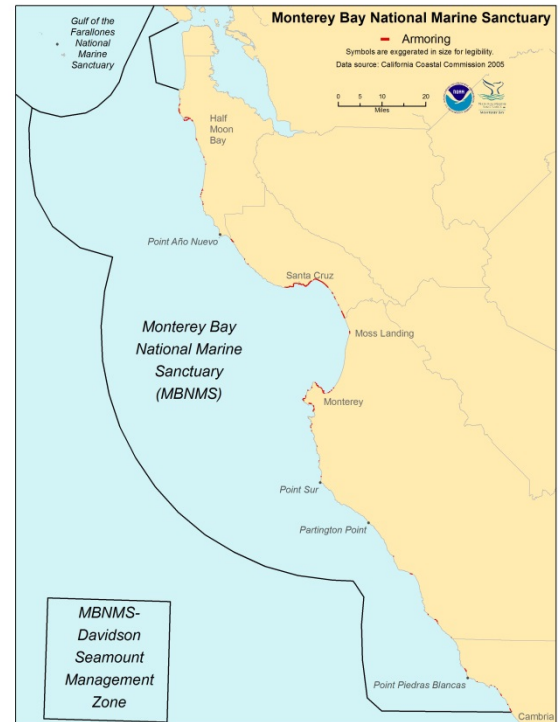 Monterey Bay National Marine Sanctuary
Armoring
Symbols are exggerated in size for legibility.
Data source: California Coastal Commission 2005
0 5 10 20
Miles
Gulf of the
Farallones
National
Marine
Sanctuary
Half
Moon
Bay
Point Año Nuevo
Santa Cruz
Moss Landing
Monterey Bay
National Marine
Sanctuary
(MBNMS)
Monterey
Point Sur
Partington Point
MBNMS-
Davidson
Seamount
Management
Zone
Point Piedras Blancas
Cambria